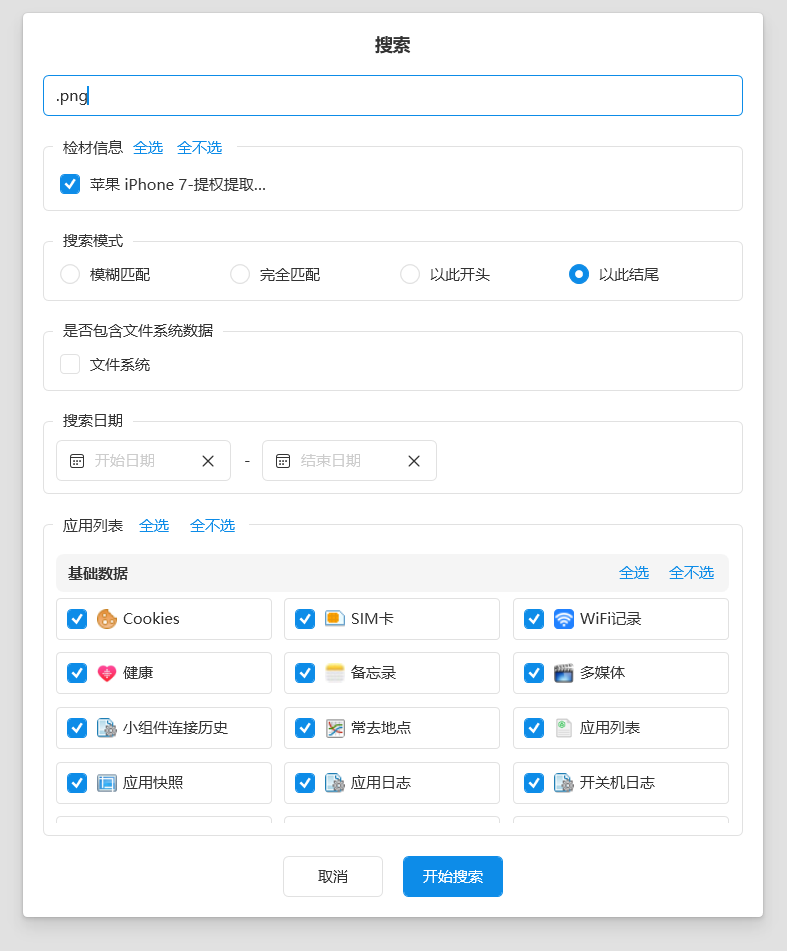 搜索
.png
检材信息 全选 全不选
苹果 iPhone 7-提权提取...
搜索模式
模糊匹配 完全匹配 以此开头 以此结尾
是否包含文件系统数据
文件系统
搜索日期
开始日期 - 结束日期
应用列表 全选 全不选
基础数据 全选 全不选
Cookies SIM卡 WiFi记录
健康 备忘录 多媒体
小组件连接历史 常去地点 应用列表
应用快照 应用日志 开关机日志
取消 开始搜索